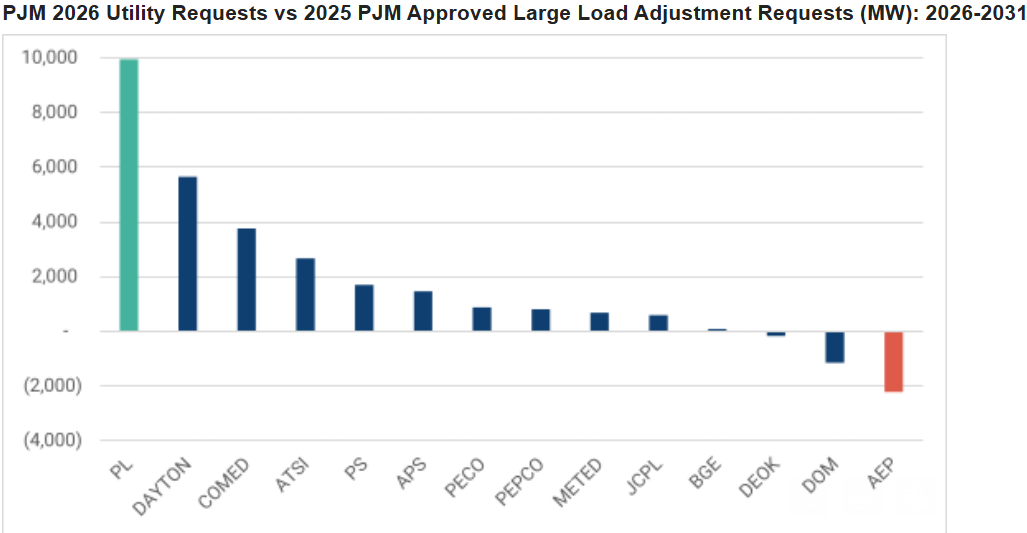 PJM 2026 Utility Requests vs 2025 PJM Approved Large Load Adjustment Requests (MW): 2026-2031
10,000
8,000
6,000
4,000
2,000
-
(2,000)
(4,000)
PL
DAYTON
COMED
ATSI
PS
APS
PECO
PEPCO
METED
JCPL
BGE
DEOK
DOM
AEP